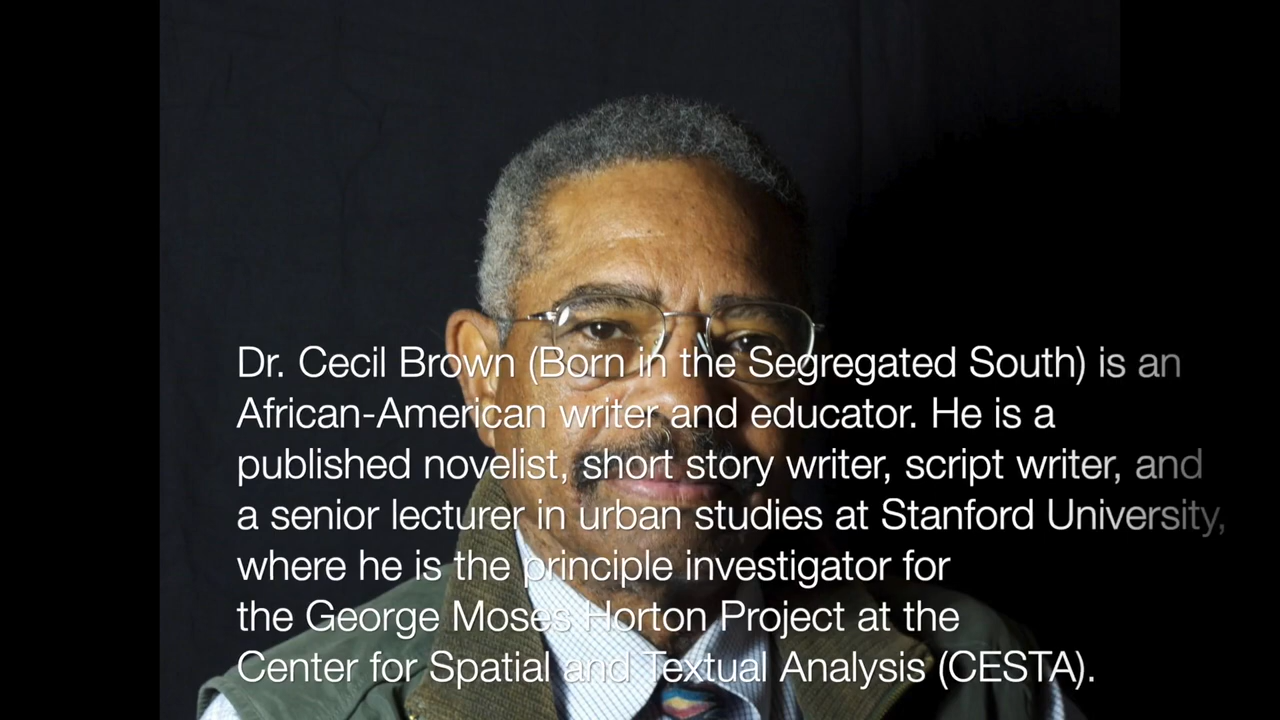 Dr. Cecil Brown (Born in the Segregated South) is an
African-American writer and educator. He is a
published novelist, short story writer, script writer, and
a senior lecturer in urban studies at Stanford University,
where he is the principle investigator for
the George Moses Horton Project at the
Center for Spatial and Textual Analysis (CESTA).